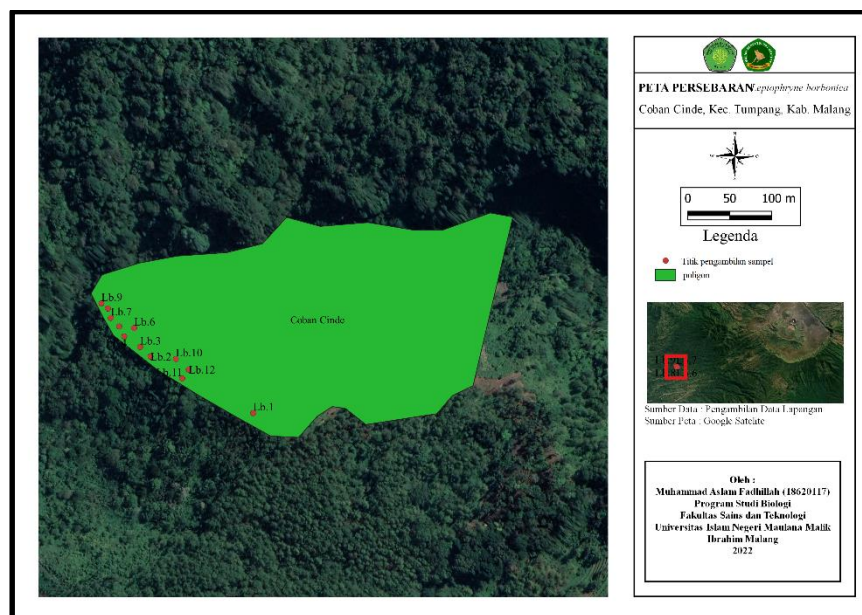 PETA PERSEBARAN Leptophryne borbonica
Coban Cinde, Kec. Tumpang, Kab. Malang
0 50 100 m
Legenda
Titik pengambilan sampel
poligon
Sumber Data : Pengambilan Data Lapangan
Sumber Peta : Google Satelite
Oleh :
Muhammad Aslam Fadhillah (18620117)
Program Studi Biologi
Fakultas Sains dan Teknologi
Universitas Islam Negeri Maulana Malik
Ibrahim Malang
2022
Lb.9
Lb.7
Lb.6
Lb.3
Lb.2
Lb.10
Lb.12
Lb.11
Lb.1
Coban Cinde